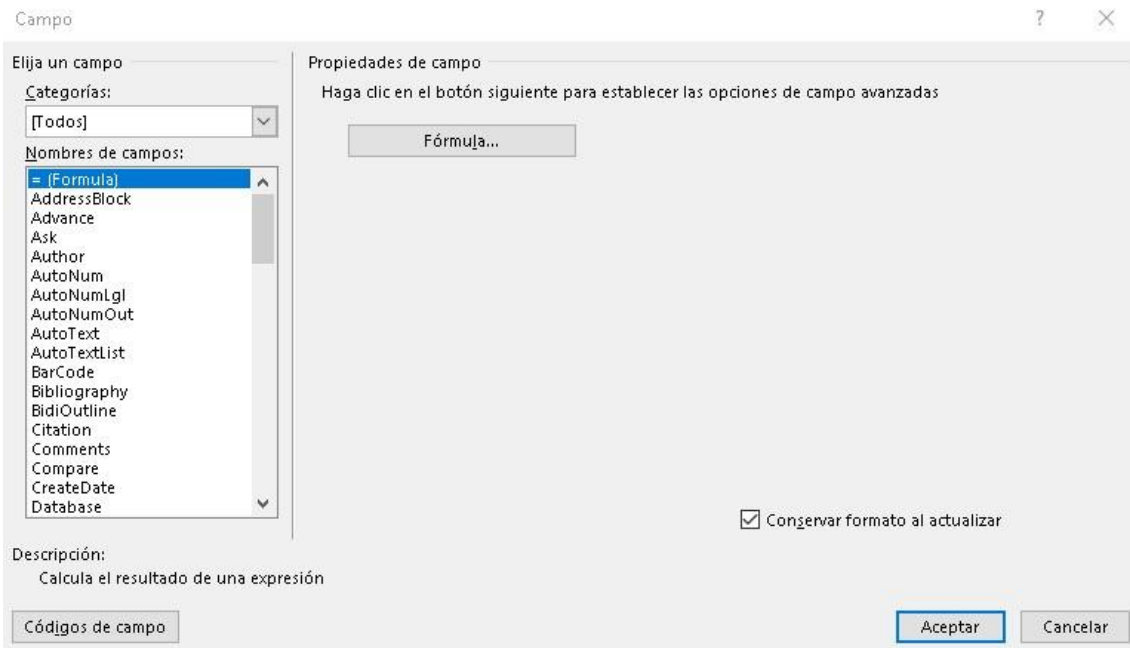 Campo
?
Elija un campo
Categorías:
[Todos]
Nombres de campos:
= (Formula)
AddressBlock
Advance
Ask
Author
AutoNum
AutoNumLgl
AutoNumOut
AutoText
AutoTextList
BarCode
Bibliography
BidiOutline
Citation
Comments
Compare
CreateDate
Database
Propiedades de campo
Haga clic en el botón siguiente para establecer las opciones de campo avanzadas
Fórmula...
Conservar formato al actualizar
Descripción:
Calcula el resultado de una expresión
Códigos de campo
Aceptar
Cancelar